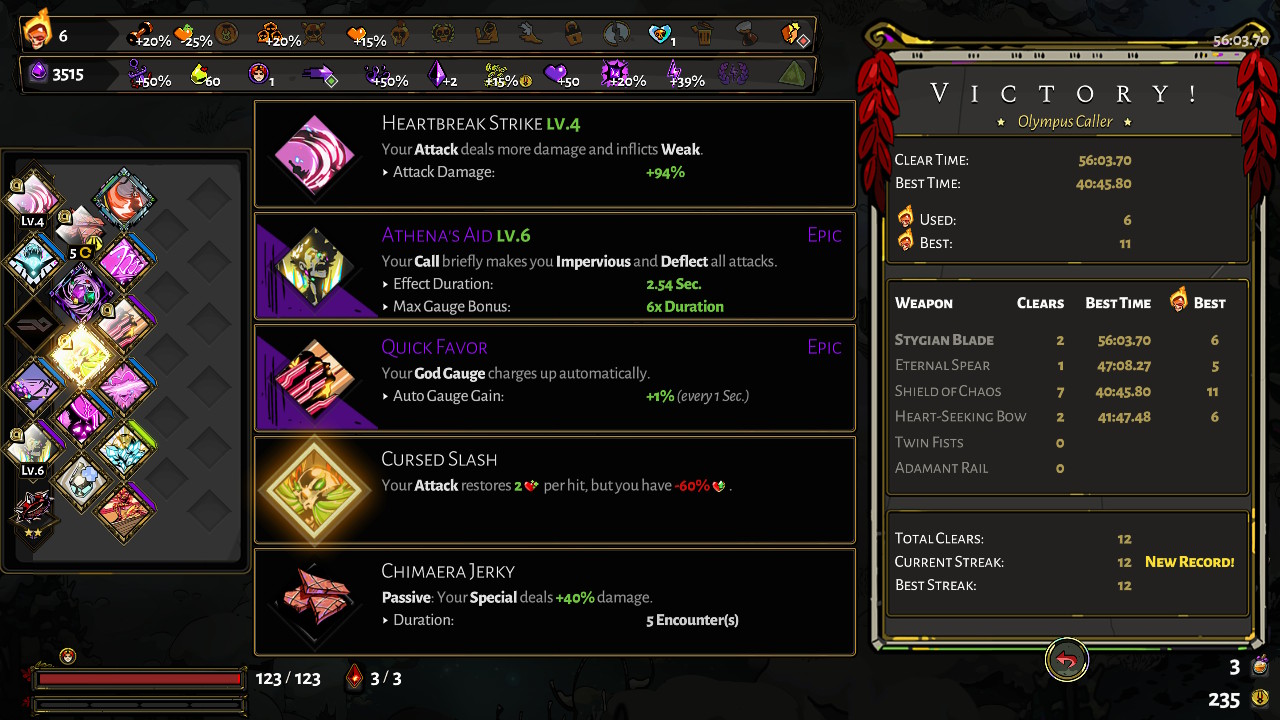 6
+20%
25%
+20%
+15%
1
3515
+50%
60
1
+50%
+2
+15%
+50
+20%
+39%
56:03.70
Lv.4
5
Lv.6
HEARTBREAK STRIKE LV.4
Your Attack deals more damage and inflicts Weak.
Attack Damage: +94%
ATHENA'S AID LV.6 EPIC
Your Call briefly makes you Impervious and Deflect all attacks.
Effect Duration: 2.54 Sec.
Max Gauge Bonus: 6x Duration
QUICK FAVOR EPIC
Your God Gauge charges up automatically.
Auto Gauge Gain: +1% (every 1 Sec.)
CURSED SLASH
Your Attack restores 2 per hit, but you have -60% .
CHIMAERA JERKY
Passive: Your Special deals +40% damage.
Duration: 5 Encounter(s)
123 / 123
3 / 3
VICTORY!
Olympus Caller
CLEAR TIME: 56:03.70
BEST TIME: 40:45.80
USED: 6
BEST: 11
WEAPON CLEARS BEST TIME BEST
STYGIAN BLADE 2 56:03.70 6
ETERNAL SPEAR 1 47:08.27 5
SHIELD OF CHAOS 7 40:45.80 11
HEART-SEEKING BOW 2 41:47.48 6
TWIN FISTS 0
ADAMANT RAIL 0
TOTAL CLEARS: 12
CURRENT STREAK: 12 NEW RECORD!
BEST STREAK: 12
3
235